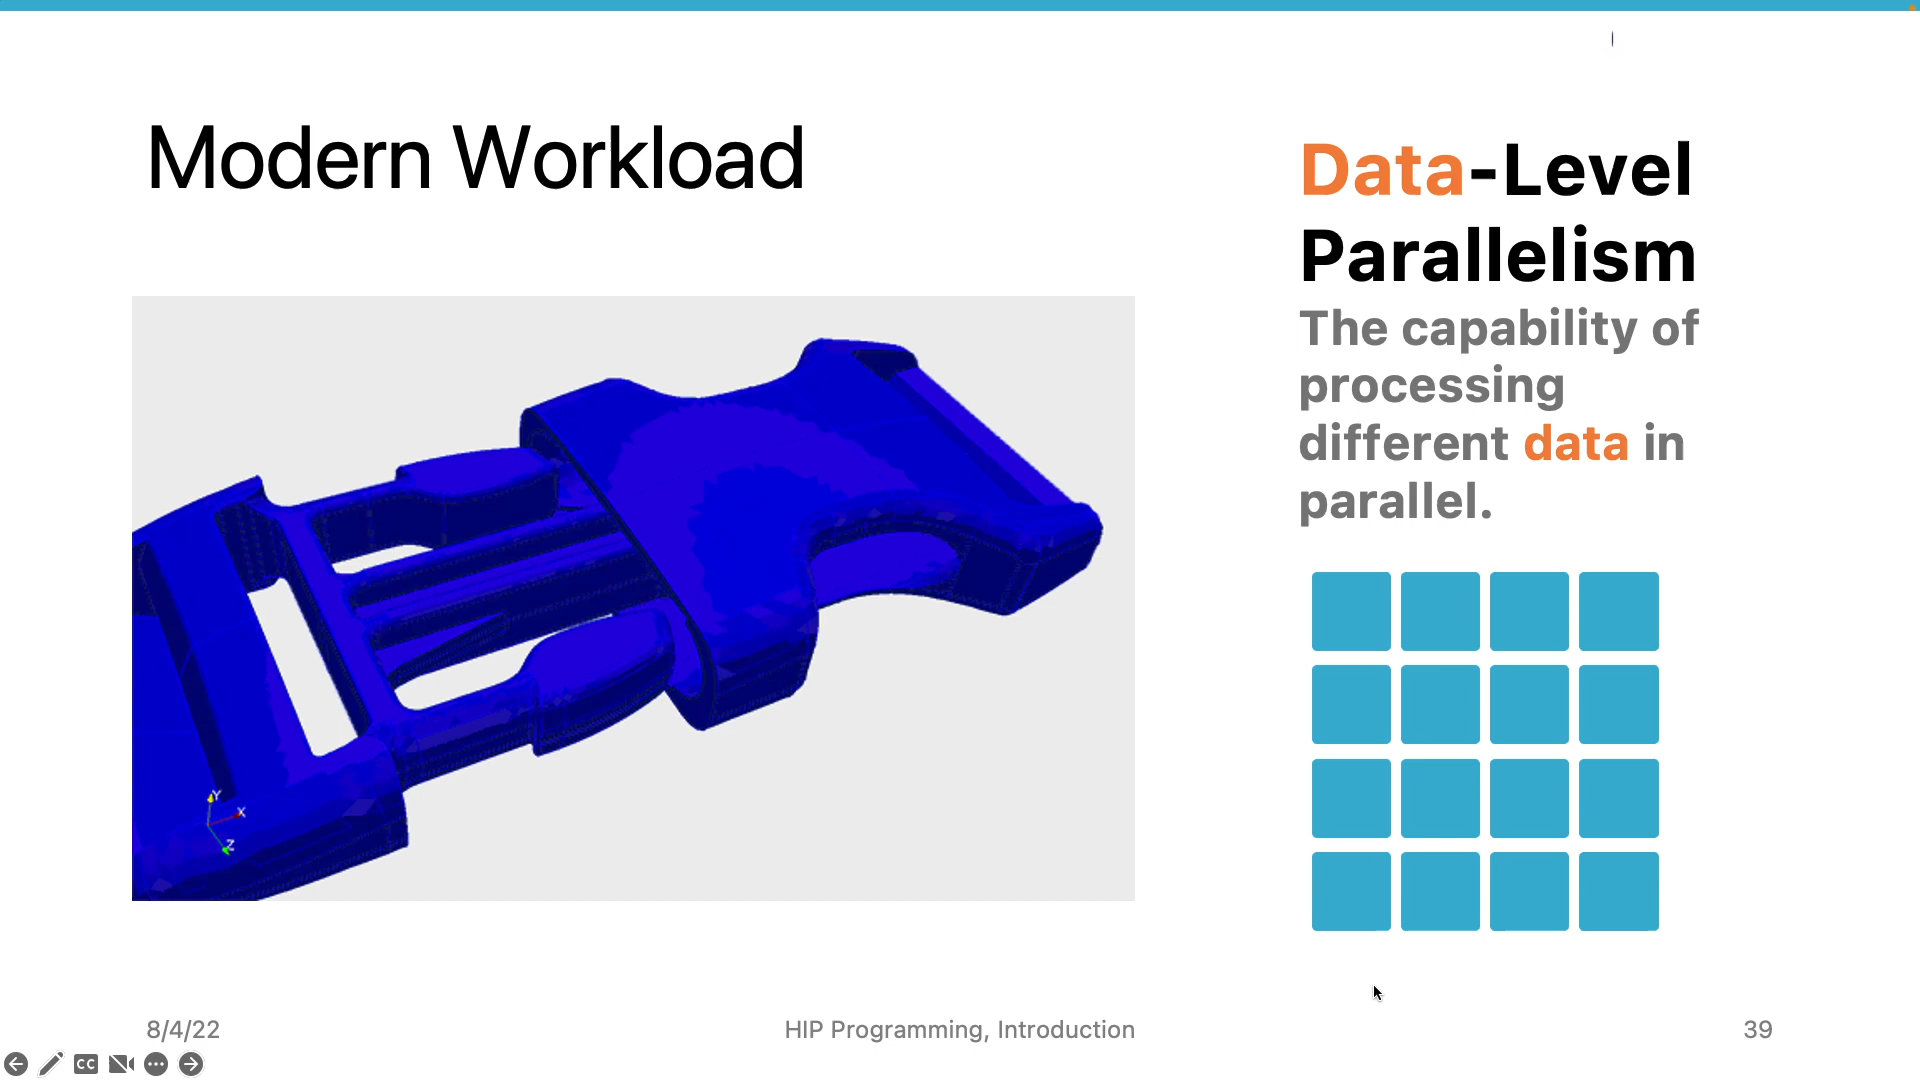 Modern Workload
Data-Level
Parallelism
The capability of
processing
different data in
parallel.
Y
X
Z
8/4/22
HIP Programming, Introduction
39
CC